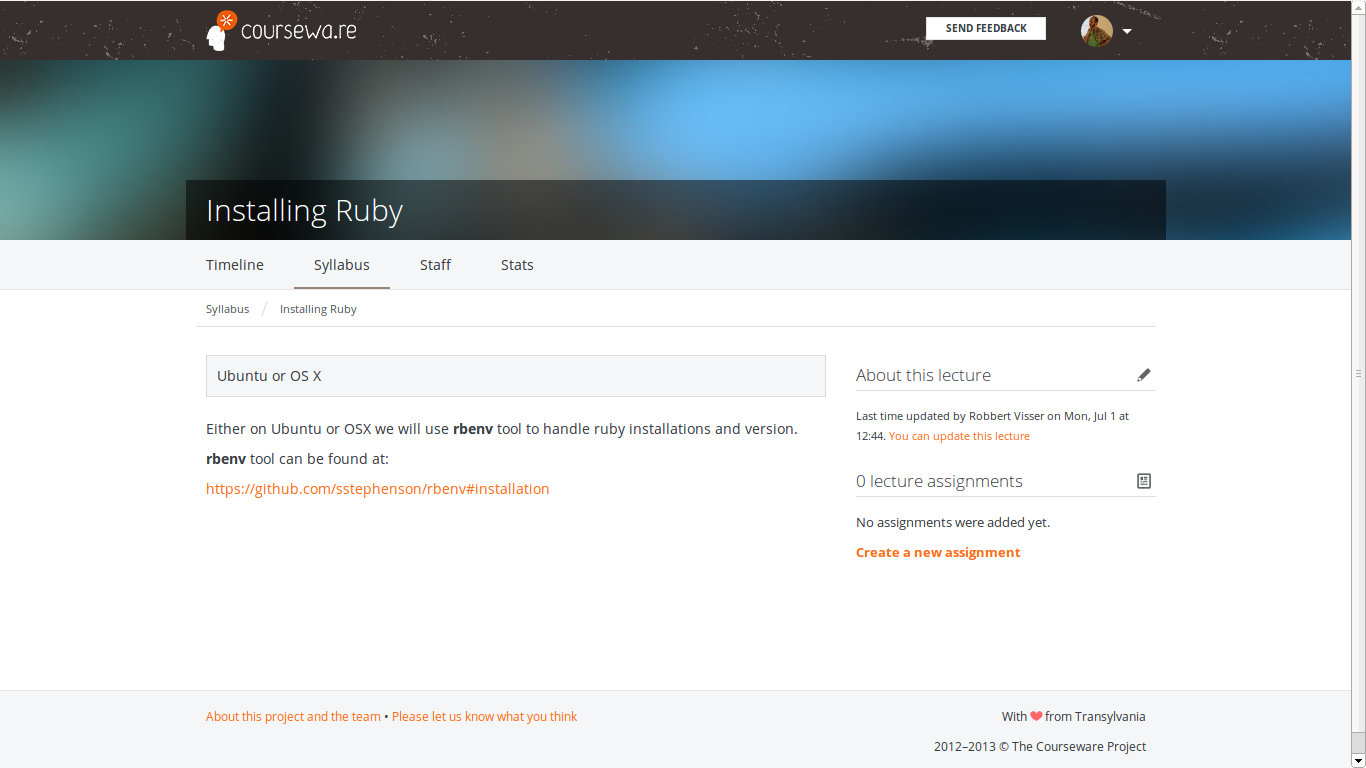 coursewa.re
SEND FEEDBACK
Installing Ruby
Timeline
Syllabus
Staff
Stats
Syllabus / Installing Ruby
Ubuntu or OS X
Either on Ubuntu or OSX we will use rbenv tool to handle ruby installations and version.
rbenv tool can be found at:
https://github.com/sstephenson/rbenv#installation
About this lecture
Last time updated by Robbert Visser on Mon, Jul 1 at
12:44. You can update this lecture
0 lecture assignments
No assignments were added yet.
Create a new assignment
About this project and the team • Please let us know what you think
With ❤ from Transylvania
2012–2013 © The Courseware Project